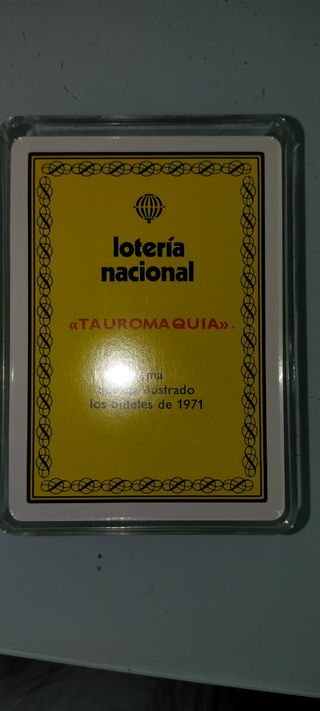 lotería
nacional
«TAUROMAQUIA».
los billetes de 1971